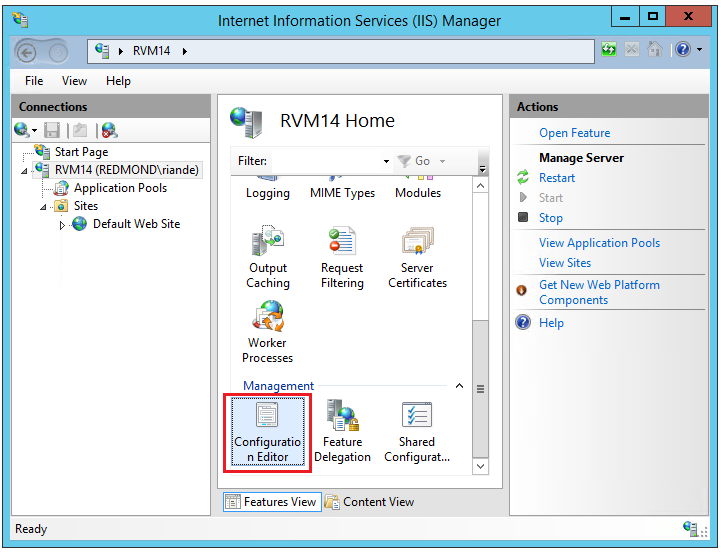 Internet Information Services (IIS) Manager
RVM14
File View Help
Connections
Start Page
RVM14 (REDMOND\riande)
Application Pools
Sites
Default Web Site
RVM14 Home
Filter: Go
Logging MIME Types Modules
Output
Caching
Request
Filtering
Server
Certificates
Worker
Processes
Management
Configuratio
n Editor
Feature
Delegation
Shared
Configurat...
Features View Content View
Actions
Open Feature
Manage Server
Restart
Start
Stop
View Application Pools
View Sites
Get New Web Platform
Components
Help
Ready